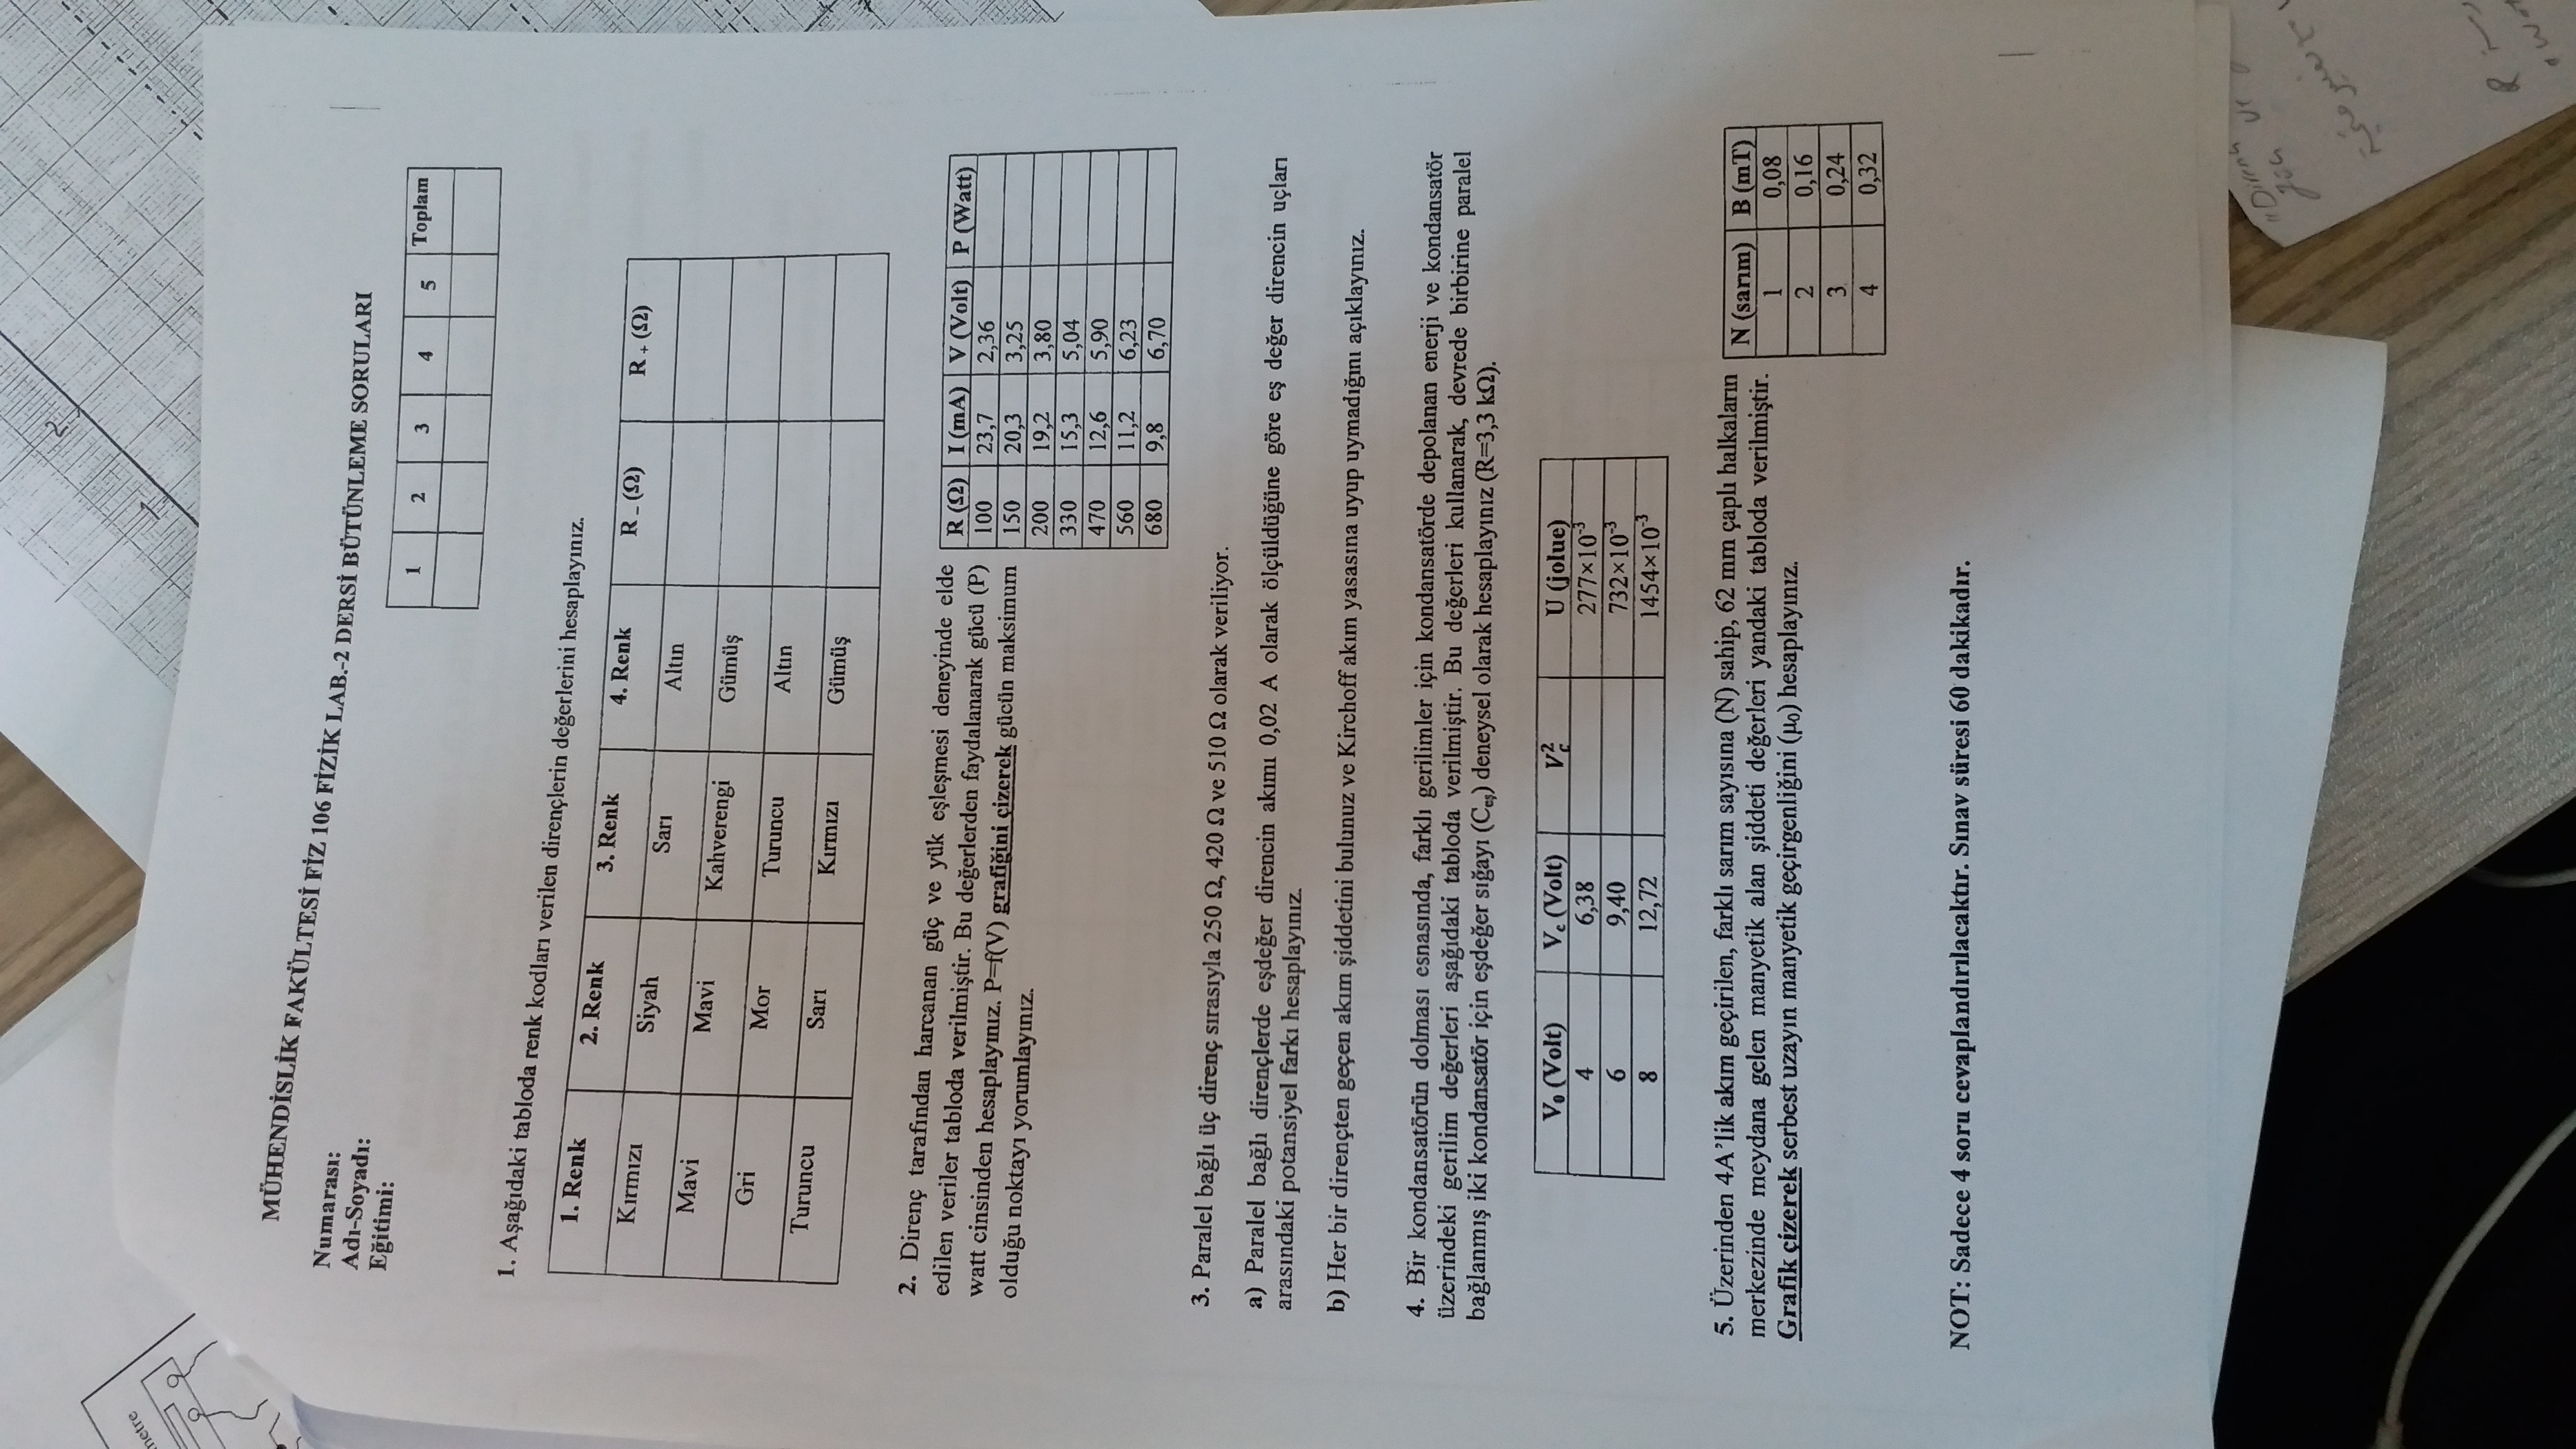 metre
2
1
MÜHENDİSLİK FAKÜLTESİ FİZ 106 FİZİK LAB.-2 DERSİ BÜTÜNLEME SORULARI
Numarası:
Adı-Soyadı:
Eğitimi:
1 2 3 4 5 Toplam
1. Aşağıdaki tabloda renk kodları verilen dirençlerin değerlerini hesaplayınız.
1. Renk 2. Renk 3. Renk 4. Renk R - (Ω) R + (Ω)
Kırmızı Siyah Sarı Altın
Mavi Mavi Kahverengi Gümüş
Gri Mor Turuncu Altın
Turuncu Sarı Kırmızı Gümüş
2. Direnç tarafından harcanan güç ve yük eşleşmesi deneyinde elde
edilen veriler tabloda verilmiştir. Bu değerlerden faydalanarak gücü (P)
watt cinsinden hesaplayınız. P=f(V) grafiğini çizerek gücün maksimum
olduğu noktayı yorumlayınız.
R (Ω) I (mA) V (Volt) P (Watt)
100 23,7 2,36
150 20,3 3,25
200 19,2 3,80
330 15,3 5,04
470 12,6 5,90
560 11,2 6,23
680 9,8 6,70
3. Paralel bağlı üç direnç sırasıyla 250 Ω, 420 Ω ve 510 Ω olarak veriliyor.
a) Paralel bağlı dirençlerde eşdeğer direncin akımı 0,02 A olarak ölçüldüğüne göre eş değer direncin uçları
arasındaki potansiyel farkı hesaplayınız.
b) Her bir dirençten geçen akım şiddetini bulunuz ve Kirchoff akım yasasına uyup uymadığını açıklayınız.
4. Bir kondansatörün dolması esnasında, farklı gerilimler için kondansatörde depolanan enerji ve kondansatör
üzerindeki gerilim değerleri aşağıdaki tabloda verilmiştir. Bu değerleri kullanarak, devrede birbirine paralel
bağlanmış iki kondansatör için eşdeğer sığayı (Ceş) deneysel olarak hesaplayınız (R=3,3 kΩ).
V₀ (Volt) Vc (Volt) Vc² U (jolue)
4 6,38 277×10⁻³
6 9,40 732×10⁻³
8 12,72 1454×10⁻³
5. Üzerinden 4A’lik akım geçirilen, farklı sarım sayısına (N) sahip, 62 mm çaplı halkaların
merkezinde meydana gelen manyetik alan şiddeti değerleri yandaki tabloda verilmiştir.
Grafik çizerek serbest uzayın manyetik geçirgenliğini (μ₀) hesaplayınız.
N (sarım) B (mT)
1 0,08
2 0,16
3 0,24
4 0,32
NOT: Sadece 4 soru cevaplandırılacaktır. Sınav süresi 60 dakikadır.
R